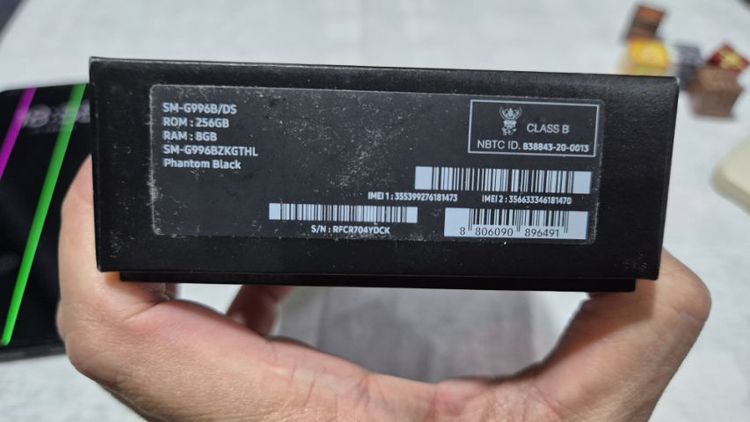 SM-G996B/DS
ROM : 256GB
RAM : 8GB
SM-G996BZKGTHL
Phantom Black
CLASS B
NBTC ID. B38843-20-0013
IMEI 1 : 355399276181473
IMEI 2 : 356633346181470
S/N : RFCR704YDCK
8 806090 896491